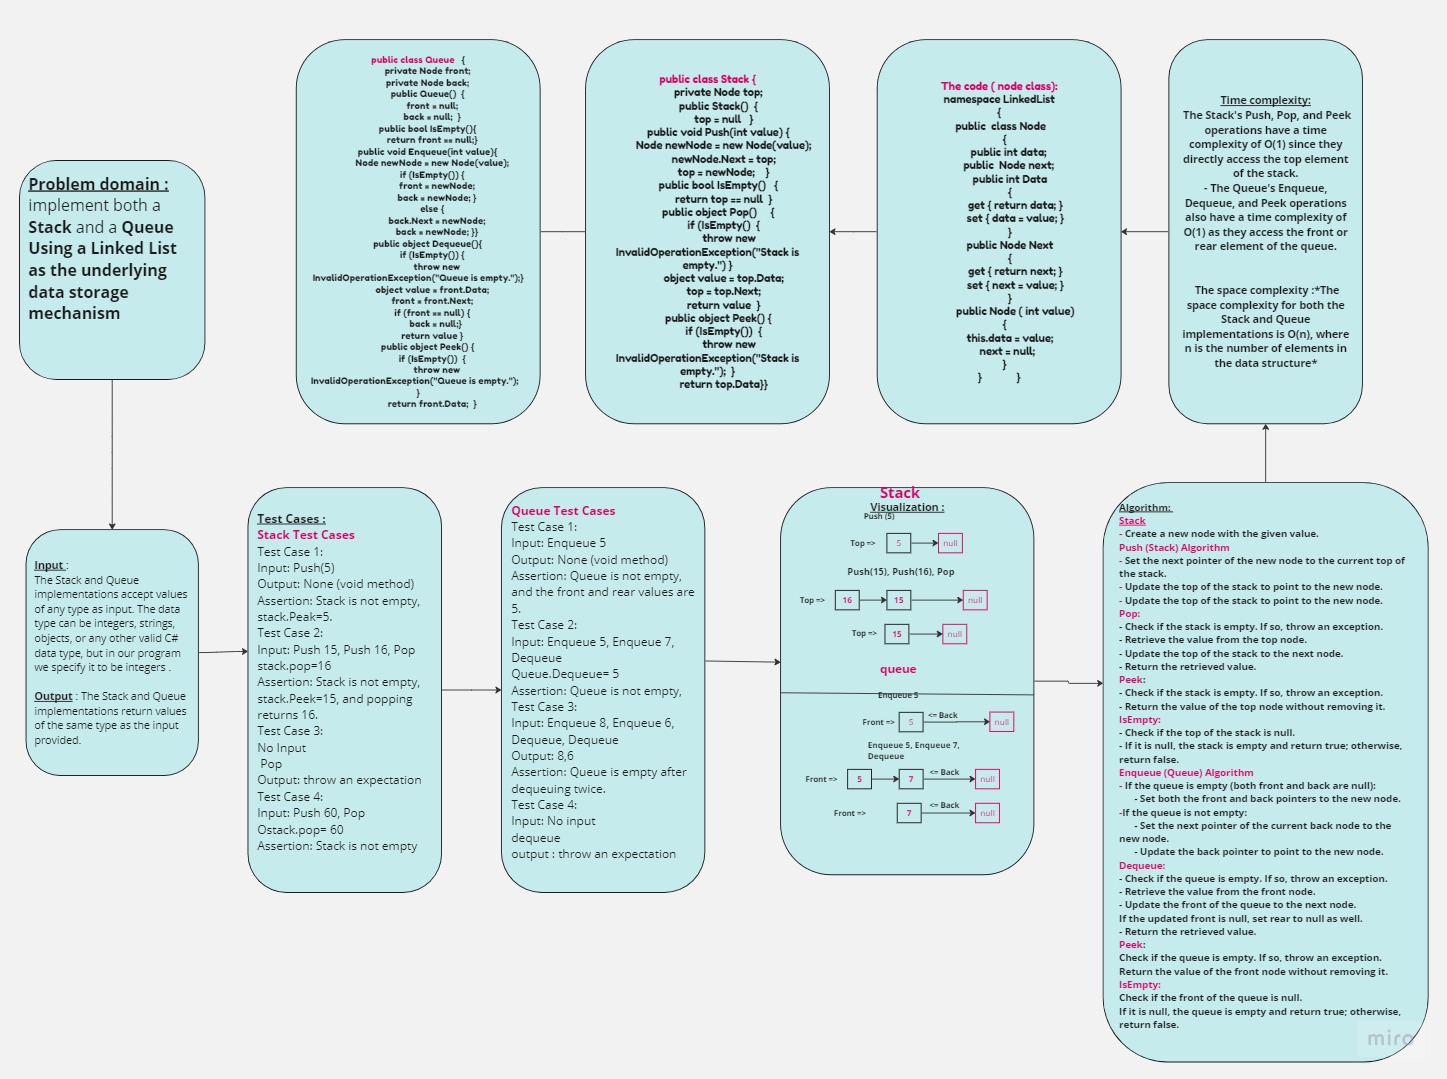 Problem domain :
implement both a
Stack and a Queue
Using a Linked List
as the underlying
data storage
mechanism
Input :
The Stack and Queue
implementations accept values
of any type as input. The data
type can be integers, strings,
objects, or any other valid C#
data type, but in our program
we specify it to be integers .
Output : The Stack and Queue
implementations return values
of the same type as the input
provided.
Test Cases :
Stack Test Cases
Test Case 1:
Input: Push(5)
Output: None (void method)
Assertion: Stack is not empty,
stack.Peak=5.
Test Case 2:
Input: Push 15, Push 16, Pop
stack.pop=16
Assertion: Stack is not empty,
stack.Peek=15, and popping
returns 16.
Test Case 3:
No Input
Pop
Output: throw an expectation
Test Case 4:
Input: Push 60, Pop
Ostack.pop= 60
Assertion: Stack is not empty
Queue Test Cases
Test Case 1:
Input: Enqueue 5
Output: None (void method)
Assertion: Queue is not empty,
and the front and rear values are
5.
Test Case 2:
Input: Enqueue 5, Enqueue 7,
Dequeue
Queue.Dequeue= 5
Assertion: Queue is not empty,
Test Case 3:
Input: Enqueue 8, Enqueue 6,
Dequeue, Dequeue
Output: 8,6
Assertion: Queue is empty after
dequeuing twice.
Test Case 4:
Input: No input
dequeue
output : throw an expectation
Stack
Visualization :
Push (5)
Top => 5 null
Push(15), Push(16), Pop
Top => 16 15 null
Top => 15 null
queue
Enqueue 5
Front => 5 <= Back null
Enqueue 5, Enqueue 7,
Dequeue
Front => 5 7 <= Back null
Front => 7 <= Back null
Algorithm:
Stack
- Create a new node with the given value.
Push (Stack) Algorithm
- Set the next pointer of the new node to the current top of
the stack.
- Update the top of the stack to point to the new node.
- Update the top of the stack to point to the new node.
Pop:
- Check if the stack is empty. If so, throw an exception.
- Retrieve the value from the top node.
- Update the top of the stack to the next node.
- Return the retrieved value.
Peek:
- Check if the stack is empty. If so, throw an exception.
- Return the value of the top node without removing it.
IsEmpty:
- Check if the top of the stack is null.
- If it is null, the stack is empty and return true; otherwise,
return false.
Enqueue (Queue) Algorithm
- If the queue is empty (both front and back are null):
- Set both the front and back pointers to the new node.
-If the queue is not empty:
- Set the next pointer of the current back node to the
new node.
- Update the back pointer to point to the new node.
Dequeue:
- Check if the queue is empty. If so, throw an exception.
- Retrieve the value from the front node.
- Update the front of the queue to the next node.
If the updated front is null, set rear to null as well.
- Return the retrieved value.
Peek:
Check if the queue is empty. If so, throw an exception.
Return the value of the front node without removing it.
IsEmpty:
Check if the front of the queue is null.
If it is null, the queue is empty and return true; otherwise,
return false.
Time complexity:
The Stack's Push, Pop, and Peek
operations have a time
complexity of O(1) since they
directly access the top element
of the stack.
- The Queue's Enqueue,
Dequeue, and Peek operations
also have a time complexity of
O(1) as they access the front or
rear element of the queue.
The space complexity :*The
space complexity for both the
Stack and Queue
implementations is O(n), where
n is the number of elements in
the data structure*
The code ( node class):
namespace LinkedList
{
public class Node
{
public int data;
public Node next;
public int Data
{
get { return data; }
set { data = value; }
}
public Node Next
{
get { return next; }
set { next = value; }
}
public Node ( int value)
{
this.data = value;
next = null;
}
} }
public class Stack {
private Node top;
public Stack() {
top = null }
public void Push(int value) {
Node newNode = new Node(value);
newNode.Next = top;
top = newNode; }
public bool IsEmpty() {
return top == null }
public object Pop() {
if (IsEmpty() {
throw new
InvalidOperationException("Stack is
empty.") }
object value = top.Data;
top = top.Next;
return value }
public object Peek() {
if (IsEmpty()) {
throw new
InvalidOperationException("Stack is
empty."); }
return top.Data}}
public class Queue {
private Node front;
private Node back;
public Queue() {
front = null;
back = null; }
public bool IsEmpty(){
return front == null;}
public void Enqueue(int value){
Node newNode = new Node(value);
if (IsEmpty()) {
front = newNode;
back = newNode; }
else {
back.Next = newNode;
back = newNode; }}
public object Dequeue(){
if (IsEmpty()) {
throw new
InvalidOperationException("Queue is empty.");}
object value = front.Data;
front = front.Next;
if (front == null) {
back = null;}
return value }
public object Peek() {
if (IsEmpty()) {
throw new
InvalidOperationException("Queue is empty.");
}
return front.Data; }
miro